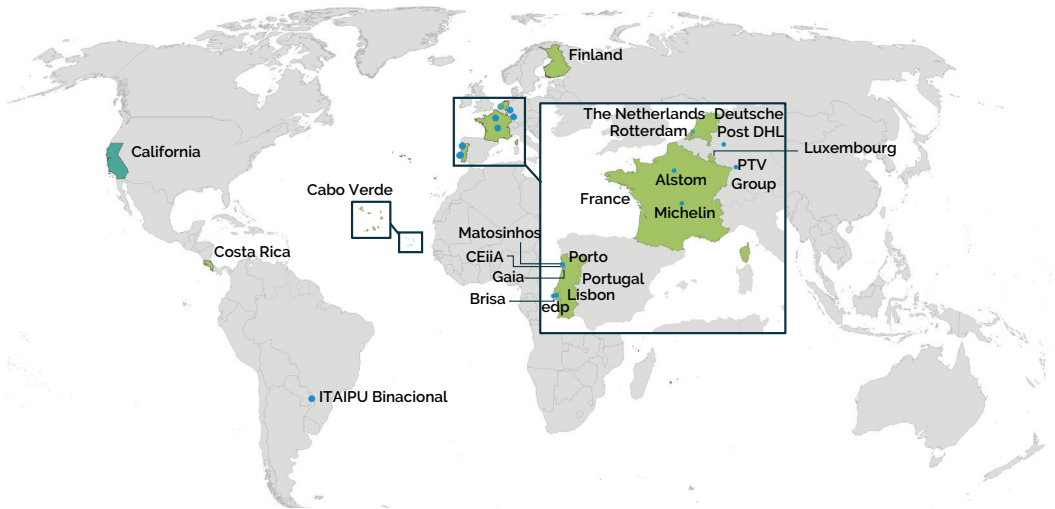 Finland
California
Cabo Verde
Costa Rica
ITAIPU Binacional
The Netherlands
Rotterdam
Deutsche
Post DHL
Luxembourg
PTV
Group
Alstom
France
Michelin
Matosinhos
CEiiA
Gaia
Porto
Portugal
Brisa
Lisbon
edp